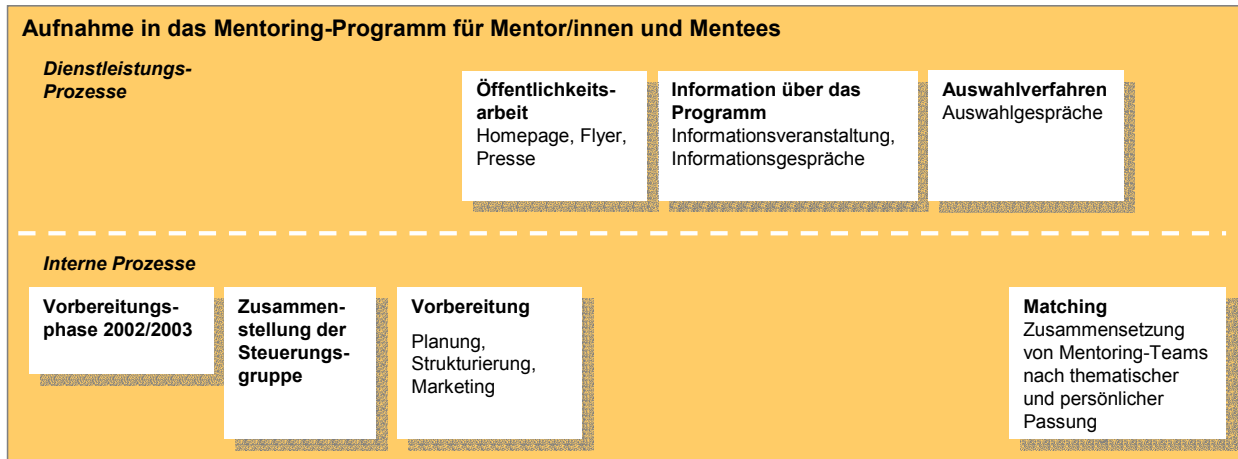 Aufnahme in das Mentoring-Programm für Mentor/innen und Mentees
Dienstleistungs-
Prozesse
Öffentlichkeits-
arbeit
Homepage, Flyer,
Presse
Information über das
Programm
Informationsveranstaltung,
Informationsgespräche
Auswahlverfahren
Auswahlgespräche
Interne Prozesse
Vorbereitungs-
phase 2002/2003
Zusammen-
stellung der
Steuerungs-
gruppe
Vorbereitung
Planung,
Strukturierung,
Marketing
Matching
Zusammensetzung
von Mentoring-Teams
nach thematischer
und persönlicher
Passung